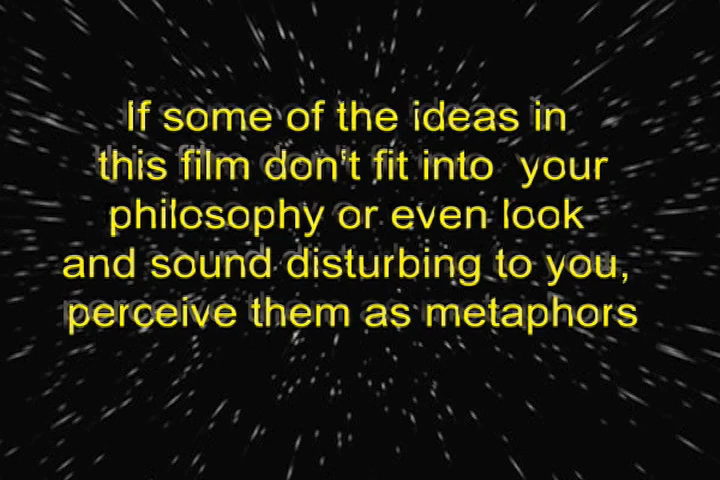 If some of the ideas in
this film don't fit into  your
philosophy or even look
and sound disturbing to you,
perceive them as metaphors